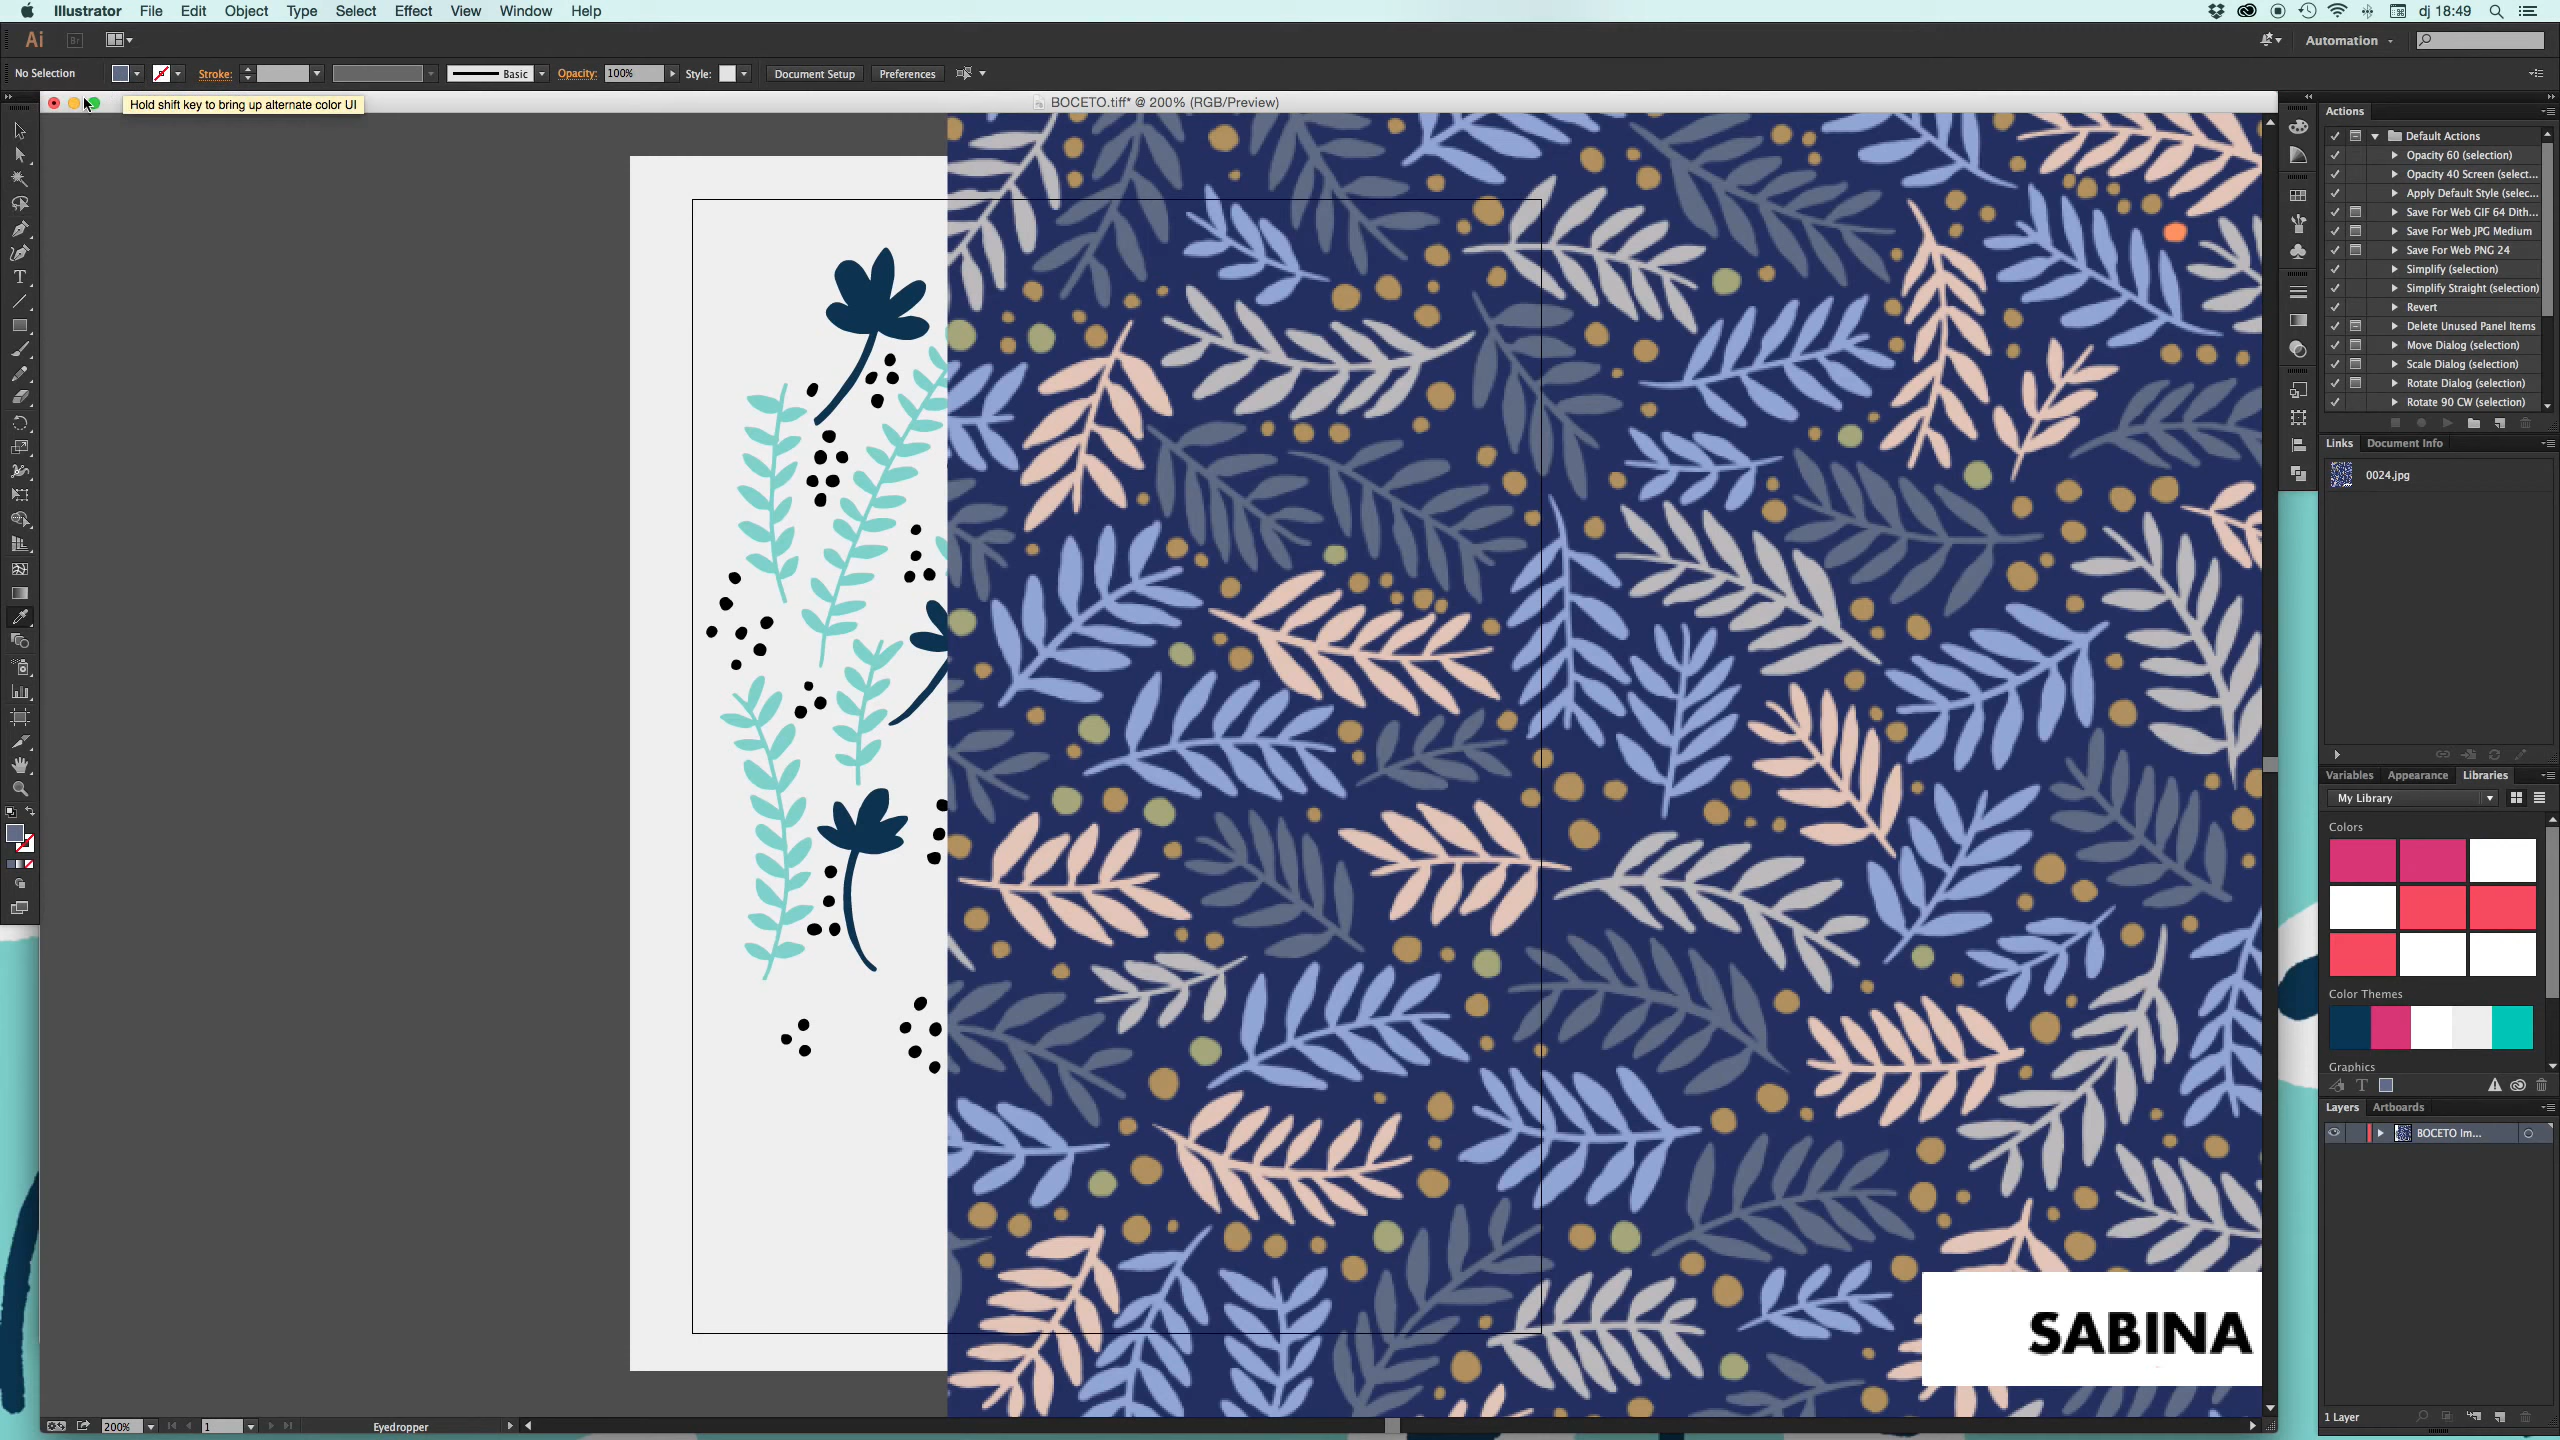 Illustrator File Edit Object Type Select Effect View Window Help
dj 18:49
Ai Br
Automation
No Selection
Stroke:
Basic
Opacity: 100%
Style:
Document Setup
Preferences
Hold shift key to bring up alternate color UI
BOCETO.tiff* @ 200% (RGB/Preview)
Actions
Default Actions
Opacity 60 (selection)
Opacity 40 Screen (select...
Apply Default Style (selec...
Save For Web GIF 64 Dith...
Save For Web JPG Medium
Save For Web PNG 24
Simplify (selection)
Simplify Straight (selection)
Revert
Delete Unused Panel Items
Move Dialog (selection)
Scale Dialog (selection)
Rotate Dialog (selection)
Rotate 90 CW (selection)
Links Document Info
0024.jpg
Variables Appearance Libraries
My Library
Colors
Color Themes
Graphics
Layers Artboards
BOCETO Im...
SABINA
200%
1
Eyedropper
1 Layer